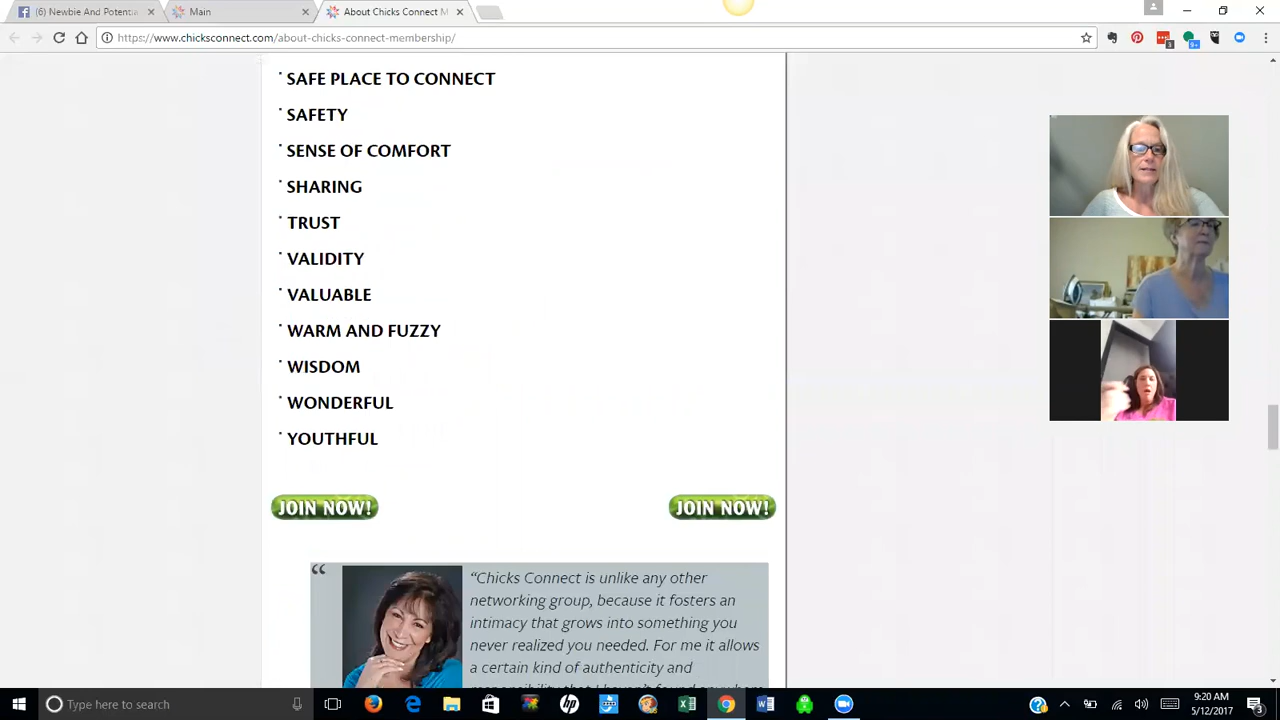 (6) Newbie And Potenti
Main
About Chicks Connect M
https://www.chicksconnect.com/about-chicks-connect-membership/
3
9+
SAFE PLACE TO CONNECT
SAFETY
SENSE OF COMFORT
SHARING
TRUST
VALIDITY
VALUABLE
WARM AND FUZZY
WISDOM
WONDERFUL
YOUTHFUL
JOIN NOW! JOIN NOW!
“Chicks Connect is unlike any other
networking group, because it fosters an
intimacy that grows into something you
never realized you needed. For me it allows
a certain kind of authenticity and
Type here to search
9:20 AM
5/12/2017
3